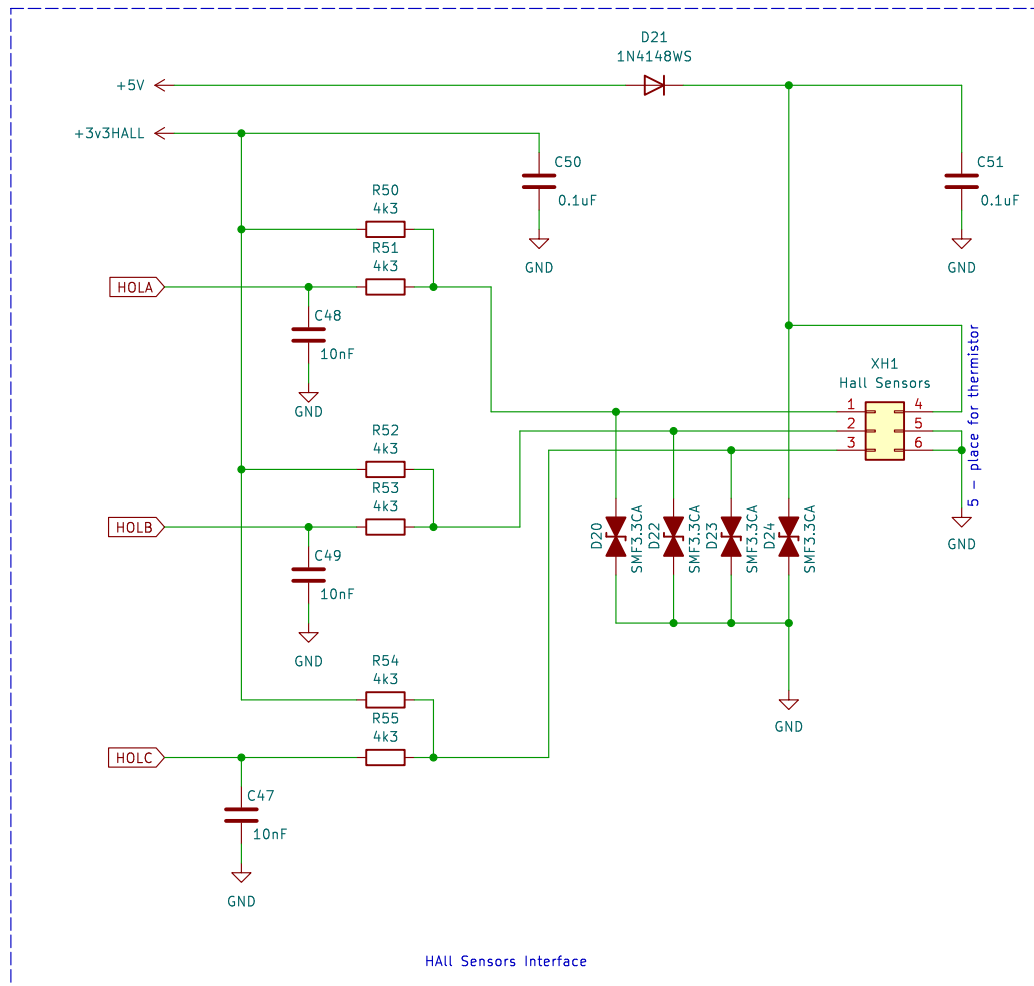 D21
1N4148WS
+5V
+3v3HALL
C50
0.1uF
GND
C51
0.1uF
GND
R50
4k3
R51
4k3
HOLA
C48
10nF
GND
XH1
Hall Sensors
1
2
3
4
5
6
5 - place for thermistor
GND
R52
4k3
R53
4k3
HOLB
C49
10nF
GND
D20
SMF3.3CA
D22
SMF3.3CA
D23
SMF3.3CA
D24
SMF3.3CA
GND
R54
4k3
R55
4k3
HOLC
C47
10nF
GND
HAll Sensors Interface